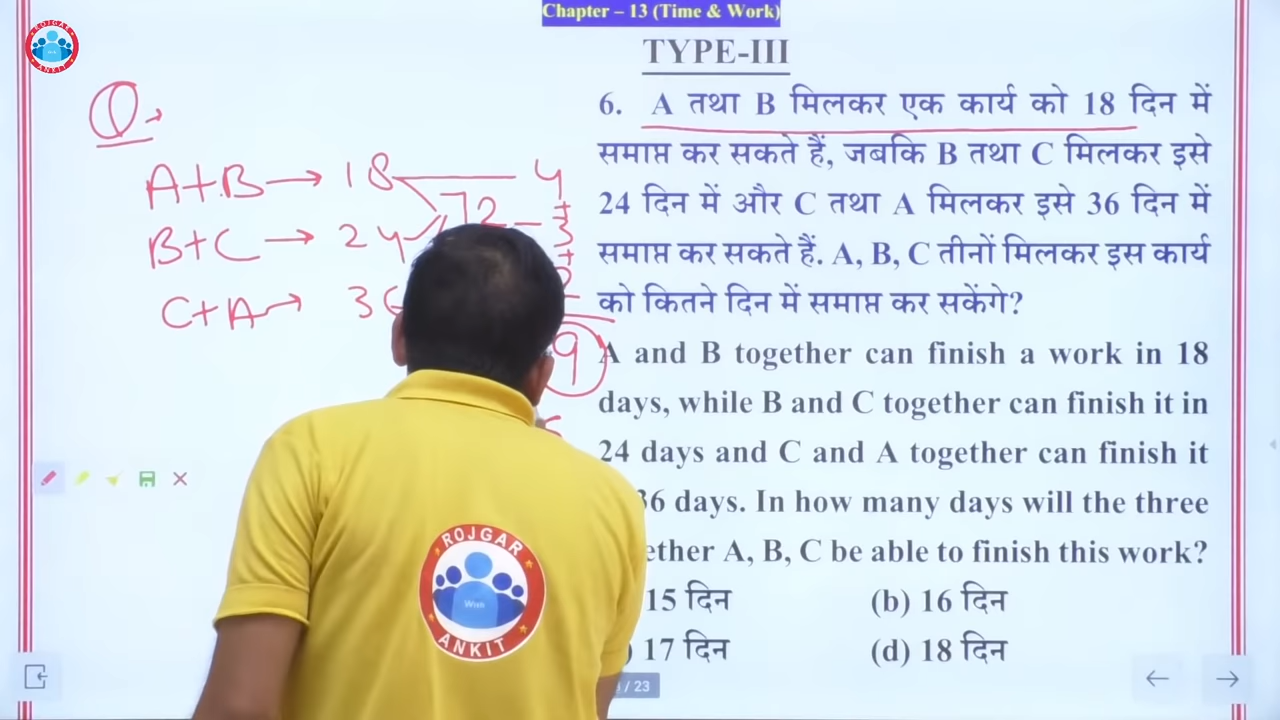 Chapter – 13 (Time & Work)
ROJGAR
With
ANKIT
TYPE-III
Q→
A+B → 18 4
72
B+C → 24 3
C+A → 36
9
6. A तथा B मिलकर एक कार्य को 18 दिन में
समाप्त कर सकते हैं, जबकि B तथा C मिलकर इसे
24 दिन में और C तथा A मिलकर इसे 36 दिन में
समाप्त कर सकते हैं. A, B, C तीनों मिलकर इस कार्य
को कितने दिन में समाप्त कर सकेंगे?
A and B together can finish a work in 18
days, while B and C together can finish it in
24 days and C and A together can finish it
36 days. In how many days will the three
ether A, B, C be able to finish this work?
15 दिन (b) 16 दिन
) 17 दिन (d) 18 दिन
/ 23
ROJGAR
With
ANKIT